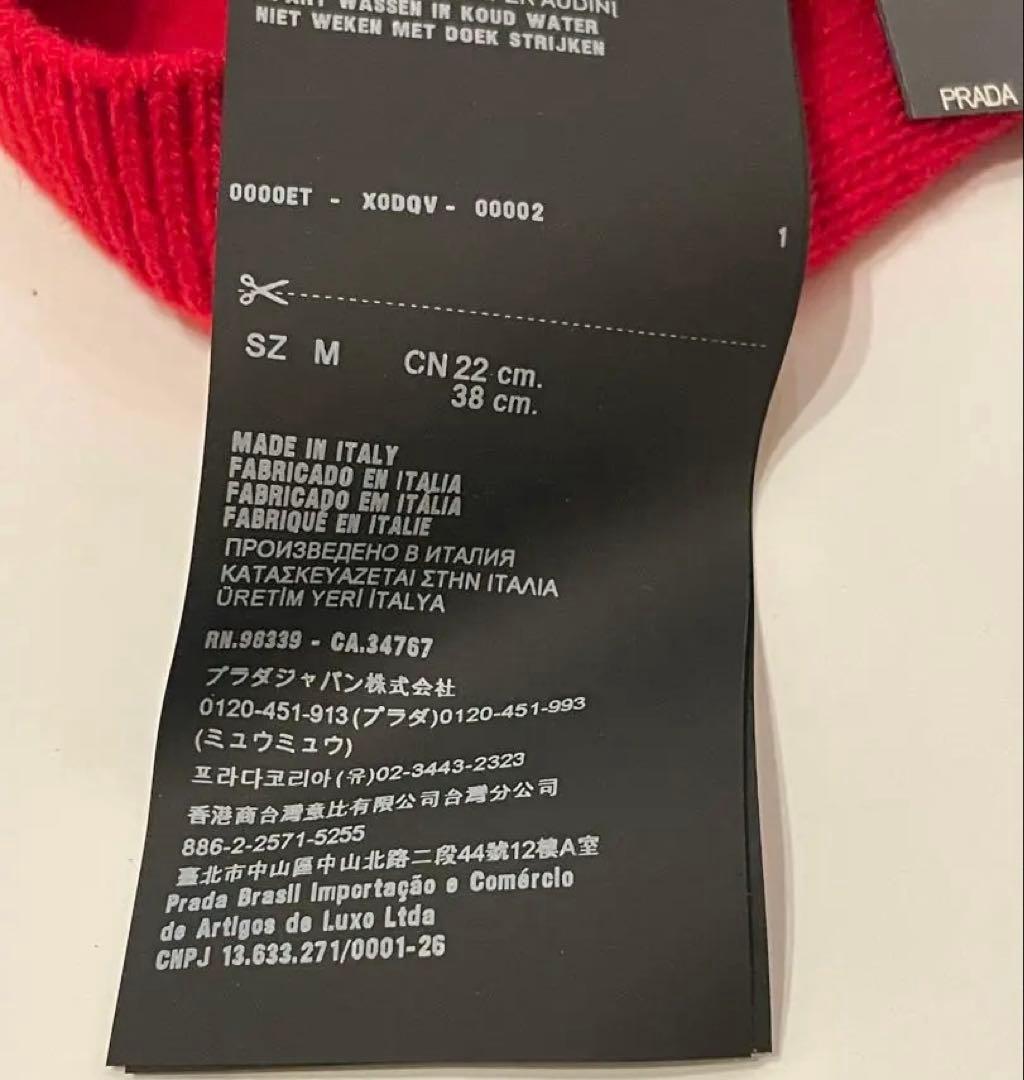 WASSEN IN KOUD WATER
NIET WEKEN MET DOEK STRIJKEN
PRADA
0000ET - X0DQV - 00002
1
SZ M CN 22 cm.
38 cm.
MADE IN ITALY
FABRICADO EN ITALIA
FABRICADO EM ITÁLIA
FABRIQUÉ EN ITALIE
ПРОИЗВЕДЕНО В ИТАЛИЯ
ΚΑΤΑΣΚΕΥΑΖΕΤΑΙ ΣΤΗΝ ΙΤΑΛΙΑ
ÜRETİM YERİ İTALYA
RN.98339 - CA.34767
プラダジャパン株式会社
0120-451-913(プラダ)0120-451-993
(ミュウミュウ)
프라다코리아(유)02-3443-2323
香港商台灣意比有限公司台灣分公司
886-2-2571-5255
臺北市中山區中山北路二段44號12樓A室
Prada Brasil Importação e Comércio
de Artigos de Luxo Ltda
CNPJ 13.633.271/0001-26